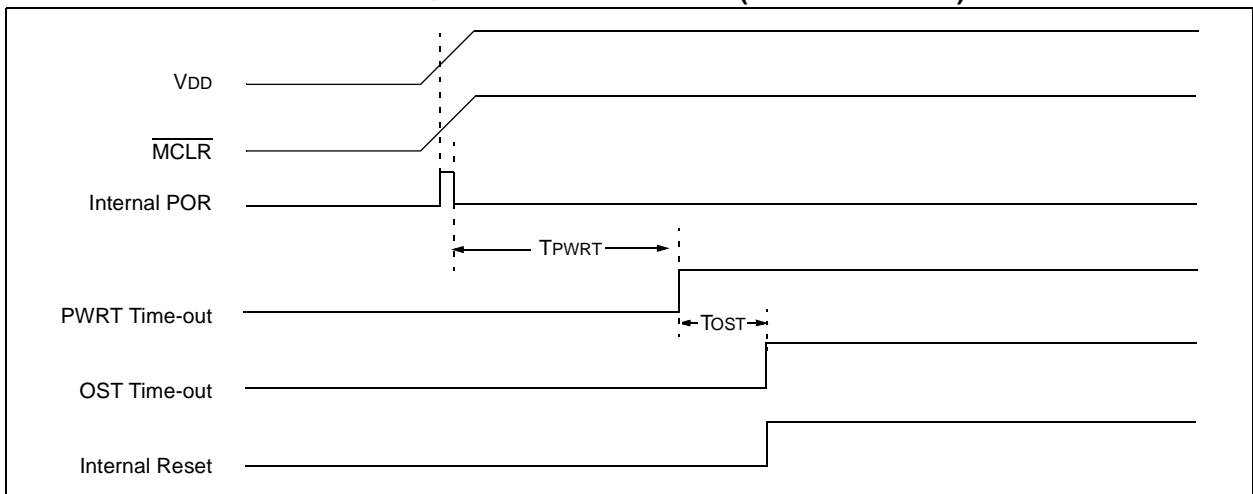 VDD
MCLR
Internal POR
TPWRT
PWRT Time-out
TOST
OST Time-out
Internal Reset